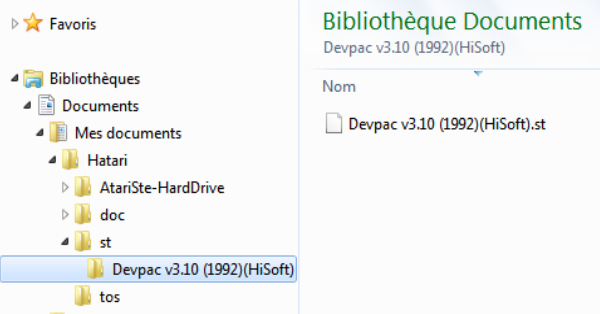 Favoris
Bibliothèques
Documents
Mes documents
Hatari
AtariSte-HardDrive
doc
st
Devpac v3.10 (1992)(HiSoft)
tos
Bibliothèque Documents
Devpac v3.10 (1992)(HiSoft)
Nom
Devpac v3.10 (1992)(HiSoft).st